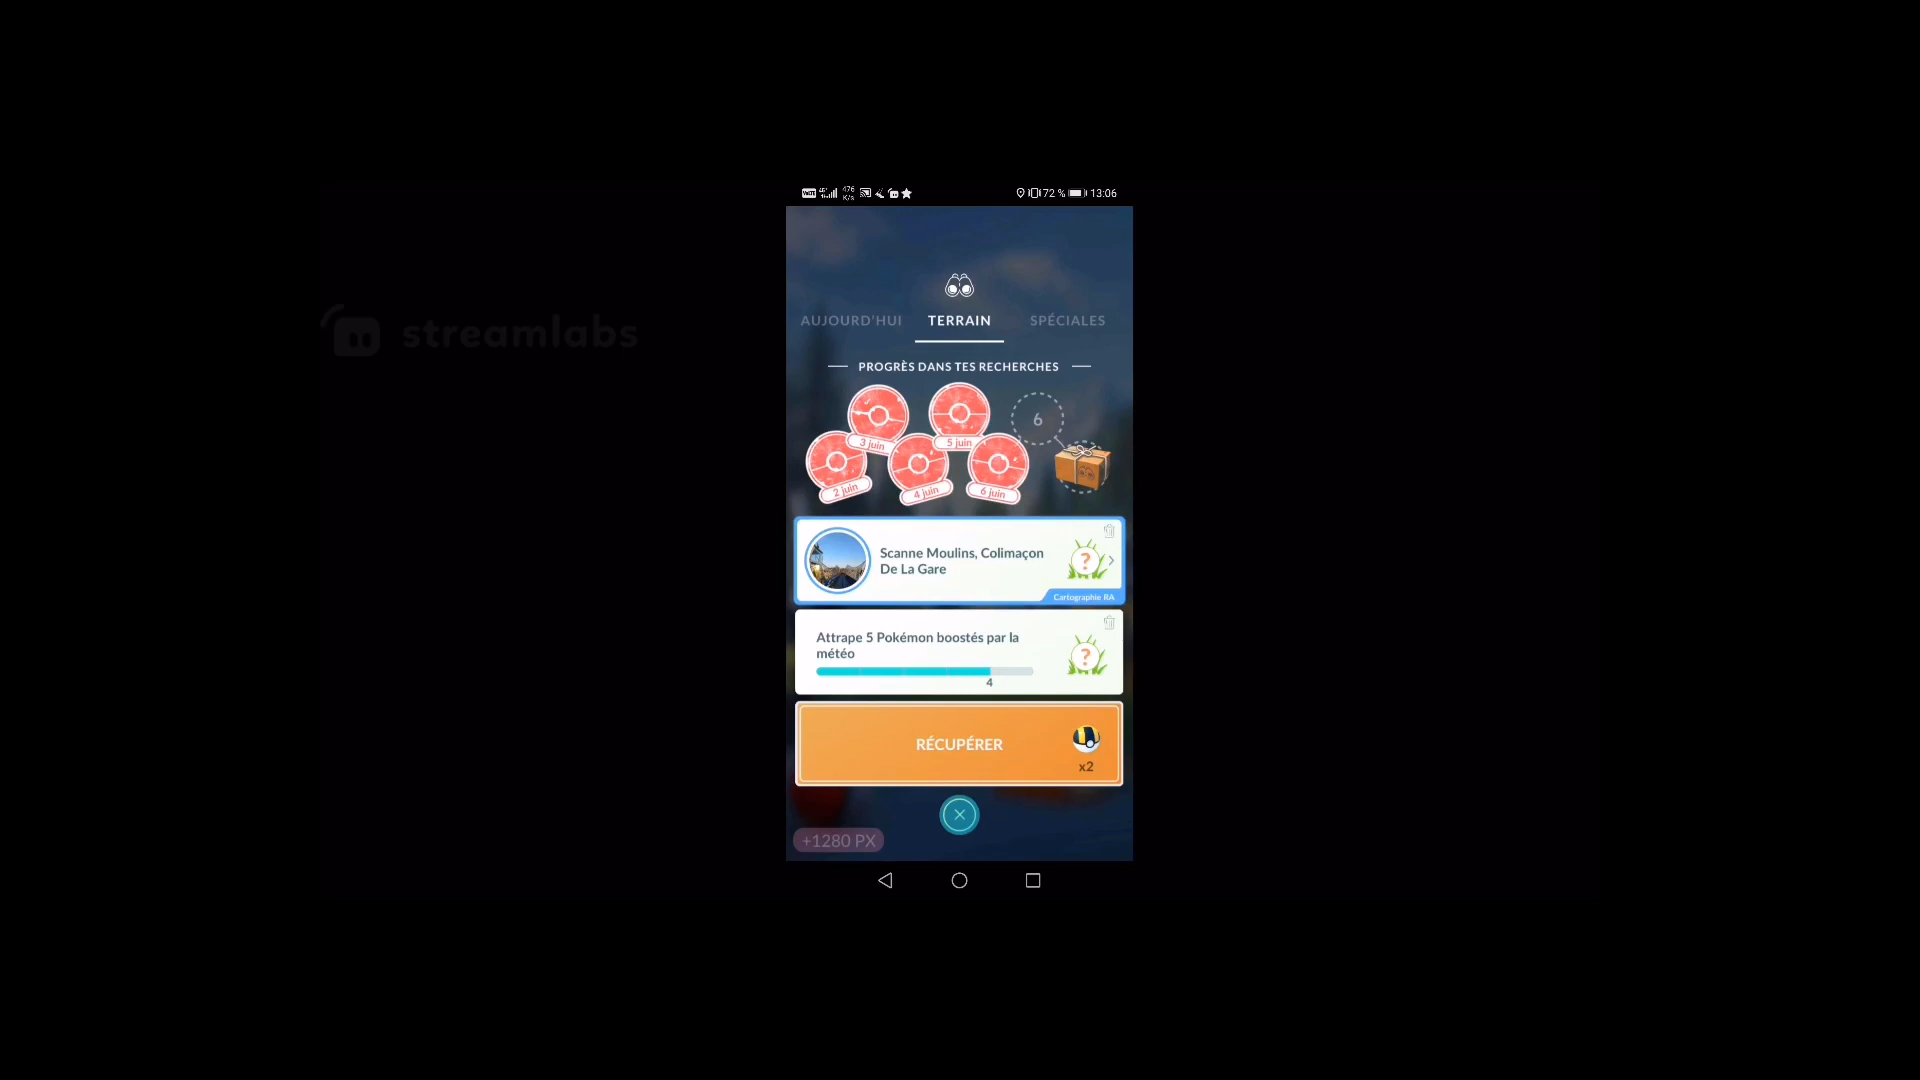 476
K/s
72 %
13:06
streamlabs
AUJOURD'HUI
TERRAIN
SPÉCIALES
PROGRÈS DANS TES RECHERCHES
3 juin
5 juin
6
2 juin
4 juin
6 juin
Scanne Moulins, Colimaçon
De La Gare
?
Cartographie RA
Attrape 5 Pokémon boostés par la
météo
?
4
RÉCUPÉRER
x2
+1280 PX